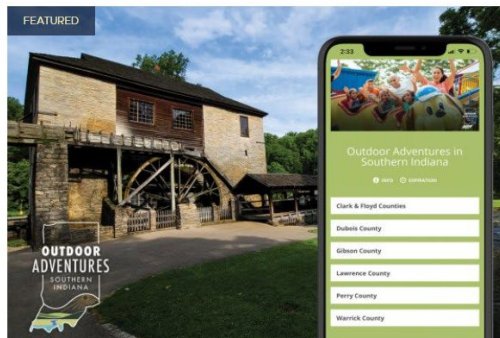 FEATURED
2:33
Outdoor Adventures in
Southern Indiana
INFO
EXPIRATION
Clark & Floyd Counties
Dubois County
Gibson County
Lawrence County
Perry County
Warrick County
OUTDOOR
ADVENTURES
SOUTHERN
INDIANA